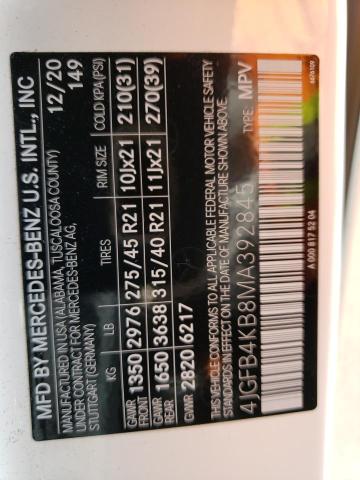 MFD BY MERCEDES-BENZ U.S. INTL., INC
MANUFACTURED IN USA (ALABAMA, TUSCALOOSA COUNTY) 12/20
UNDER CONTRACT FOR MERCEDES-BENZ AG, 149
STUTTGART (GERMANY)
KG LB TIRES RIM SIZE COLD KPA(PSI)
GAWR FRONT 1350 2976 275/45 R21 10Jx21 210(31)
GAWR REAR 1650 3638 315/40 R21 11Jx21 270(39)
GVWR 2820 6217
THIS VEHICLE CONFORMS TO ALL APPLICABLE FEDERAL MOTOR VEHICLE SAFETY
STANDARDS IN EFFECT ON THE DATE OF MANUFACTURE SHOWN ABOVE.
4JGFB4KB8MA392845 TYPE: MPV
A 000 817 52 04